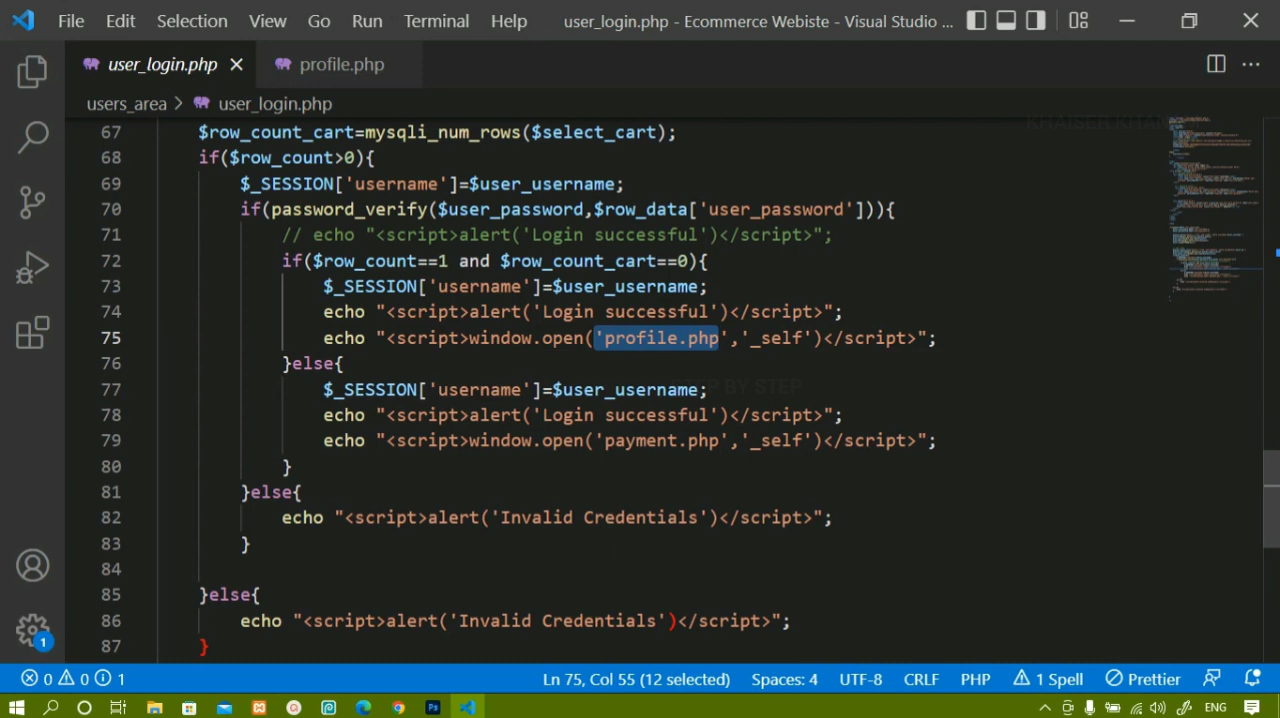 File Edit Selection View Go Run Terminal Help user_login.php - Ecommerce Webiste - Visual Studio ...
user_login.php profile.php
users_area > user_login.php
67 $row_count_cart=mysqli_num_rows($select_cart);
68 if($row_count>0){
69 $_SESSION['username']=$user_username;
70 if(password_verify($user_password,$row_data['user_password'])){
71 // echo "<script>alert('Login successful')</script>";
72 if($row_count==1 and $row_count_cart==0){
73 $_SESSION['username']=$user_username;
74 echo "<script>alert('Login successful')</script>";
75 echo "<script>window.open('profile.php','_self')</script>";
76 }else{
77 $_SESSION['username']=$user_username;
78 echo "<script>alert('Login successful')</script>";
79 echo "<script>window.open('payment.php','_self')</script>";
80 }
81 }else{
82 echo "<script>alert('Invalid Credentials')</script>";
83 }
84
85 }else{
86 echo "<script>alert('Invalid Credentials')</script>";
87 }
BY STEP
1
0 0 1 Ln 75, Col 55 (12 selected) Spaces: 4 UTF-8 CRLF PHP 1 Spell Prettier
ENG